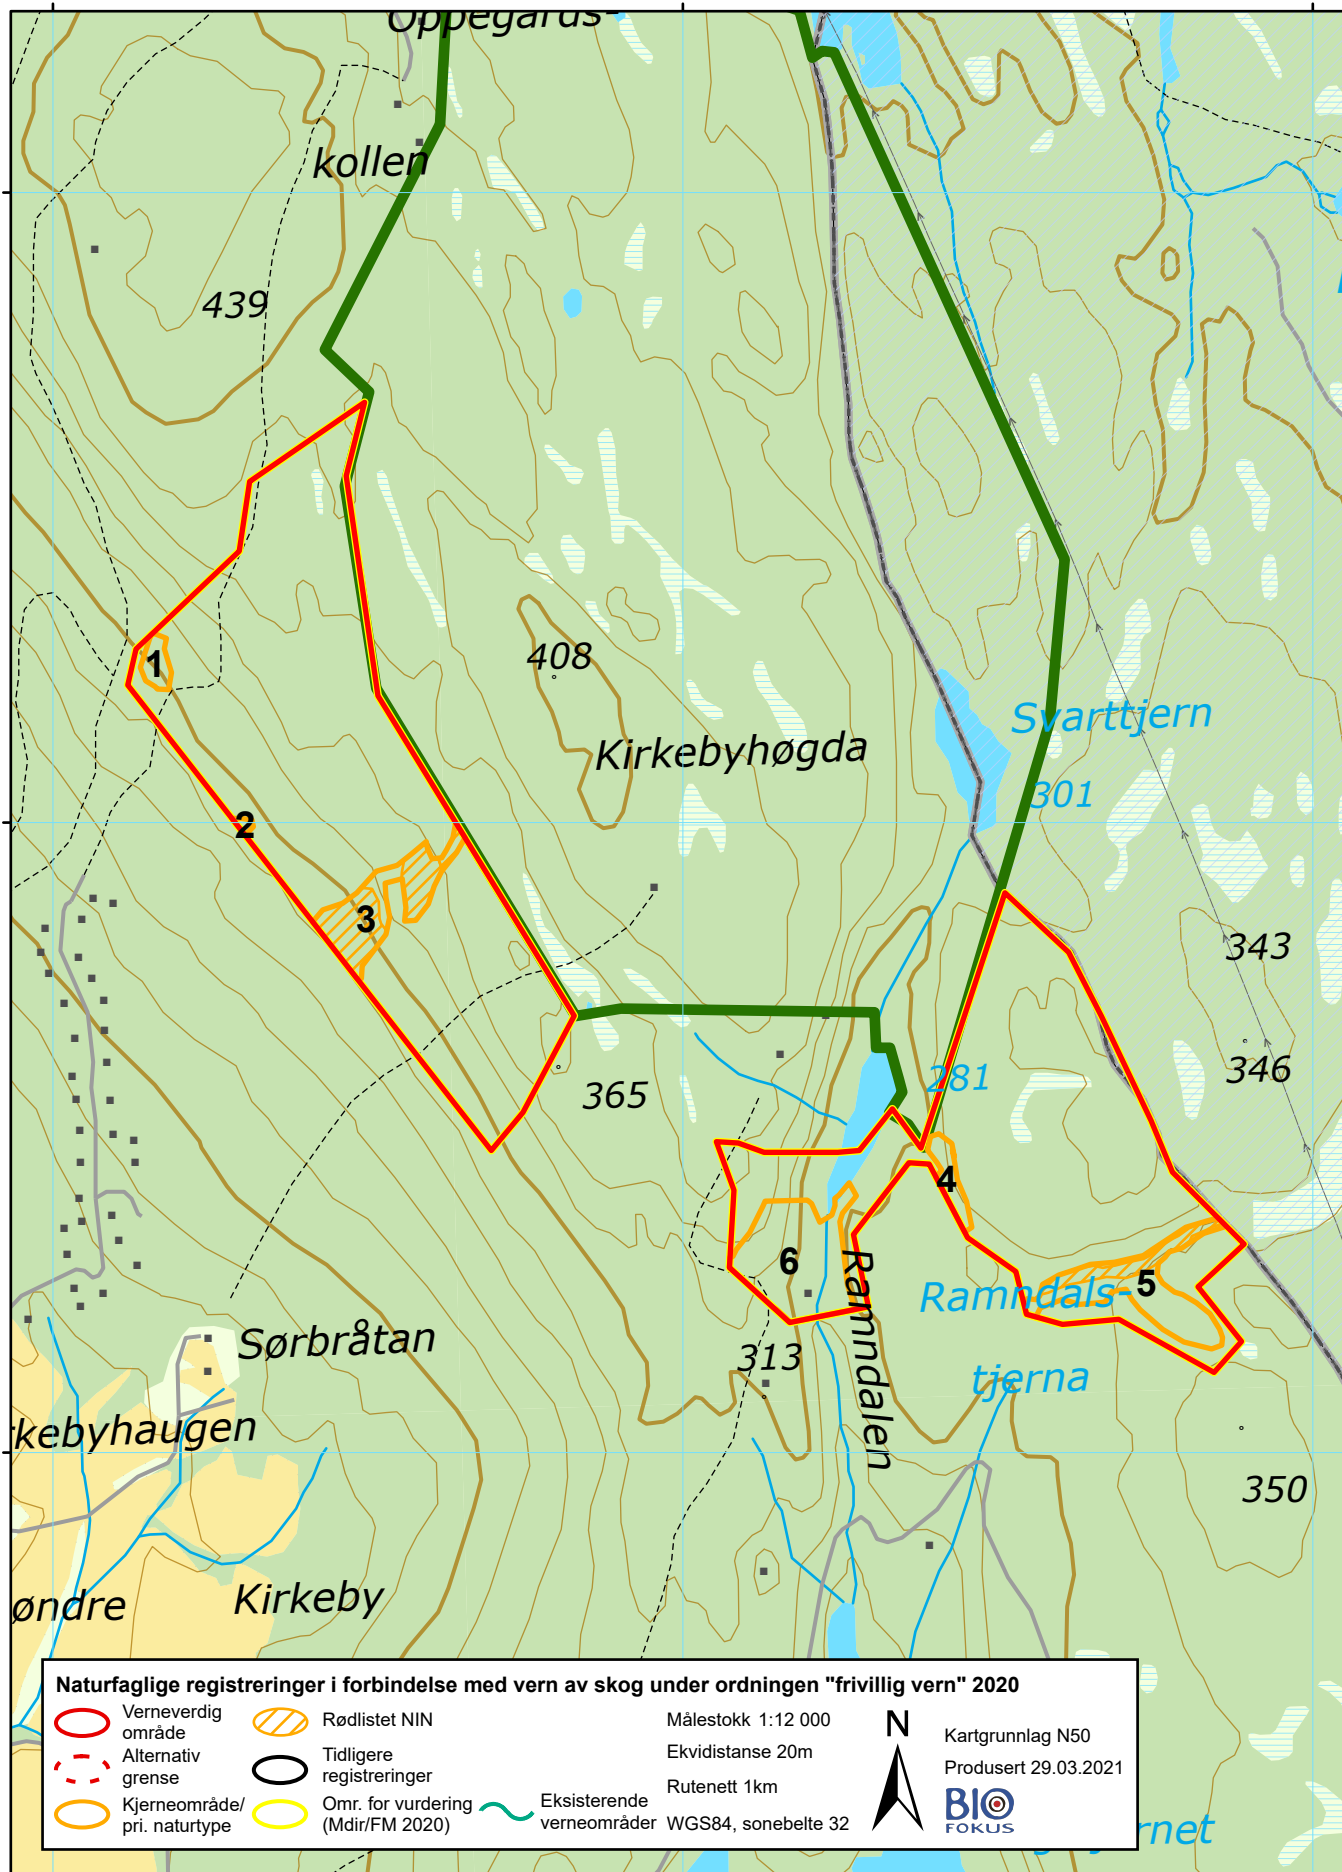 Oppegårds-
kollen
439
1
408
Kirkebyhøgda
Svarttjern
301
2
3
343
281
346
365
4
6
Ramndalen
5
Ramndals-
Sørbråtan
313
tjerna
rkebyhaugen
350
øndre
Kirkeby
Naturfaglige registreringer i forbindelse med vern av skog under ordningen "frivillig vern" 2020
Verneverdig
område
Alternativ
grense
Kjerneområde/
pri. naturtype
Rødlistet NIN
Tidligere
registreringer
Omr. for vurdering
(Mdir/FM 2020)
Eksisterende
verneområder
Målestokk 1:12 000
Ekvidistanse 20m
Rutenett 1km
WGS84, sonebelte 32
N
Kartgrunnlag N50
Produsert 29.03.2021
BIO
FOKUS
rnet